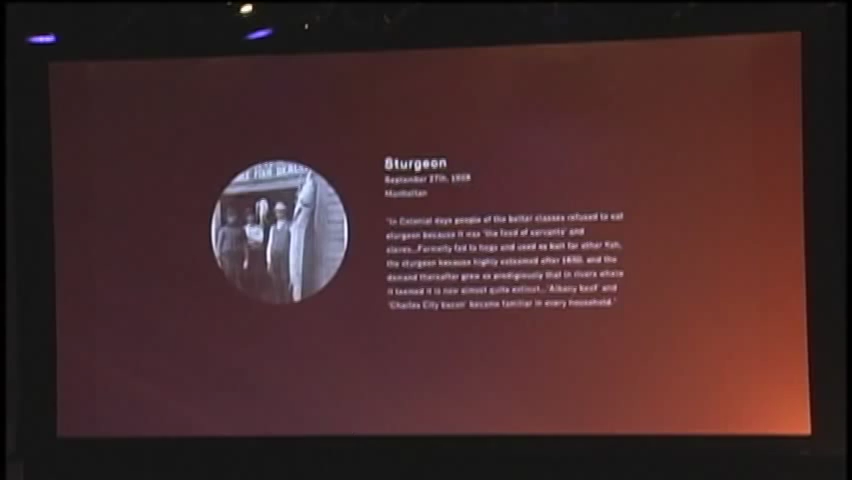 FISH DEALE
Sturgeon
September 27th,
Manhattan
"In Colonial days people of the better classes refused to eat
sturgeon because it was 'the food of servants' and
slaves...Formerly fed to hogs and used as bait for other fish,
the sturgeon became highly esteemed after 1850, and the
demand thereafter grew so prodigiously that in rivers where
it teemed it is now almost quite extinct...'Albany beef' and
'Charles City bacon' became familiar in every household."